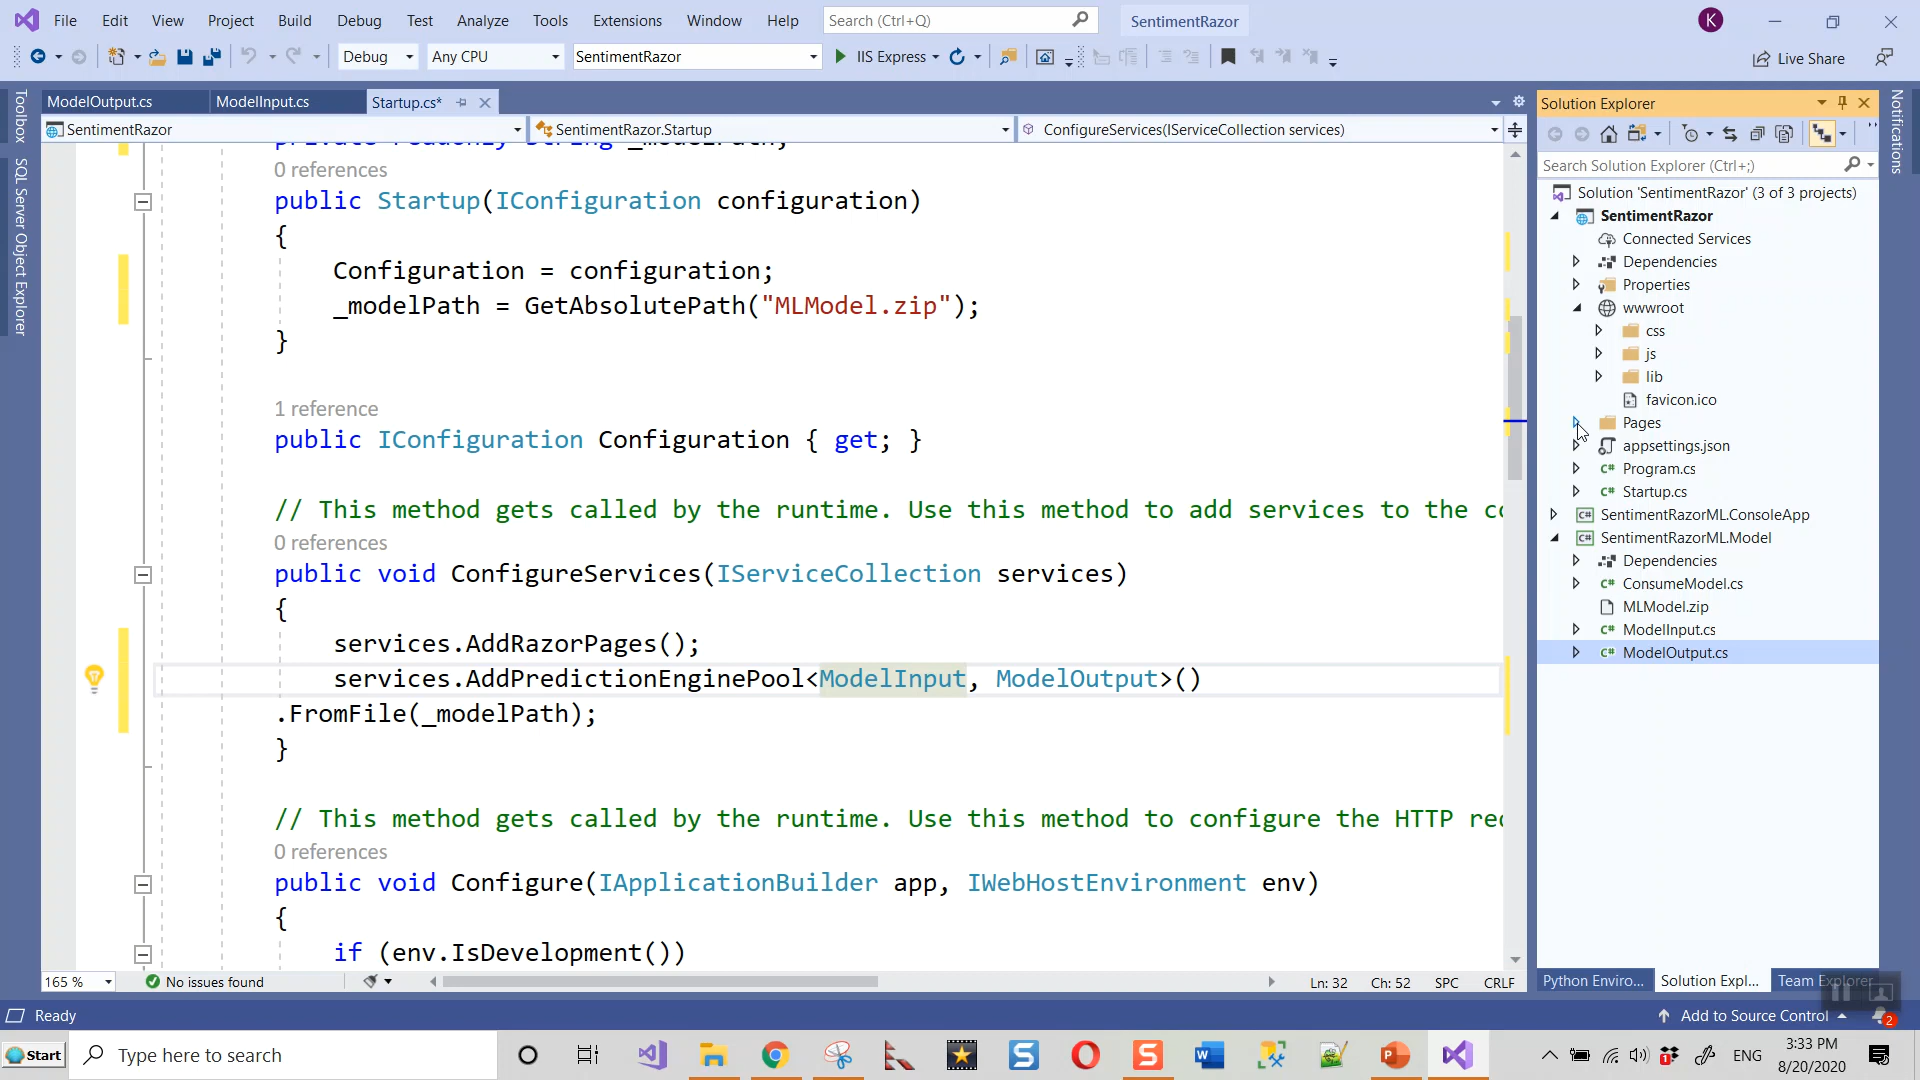 File Edit View Project Build Debug Test Analyze Tools Extensions Window Help Search (Ctrl+Q) SentimentRazor K
Debug Any CPU SentimentRazor IIS Express Live Share
ModelOutput.cs ModelInput.cs Startup.cs*
SentimentRazor SentimentRazor.Startup ConfigureServices(IServiceCollection services)
Toolbox
SQL Server Object Explorer
private readonly string _modelPath;
0 references
public Startup(IConfiguration configuration)
{
Configuration = configuration;
_modelPath = GetAbsolutePath("MLModel.zip");
}
1 reference
public IConfiguration Configuration { get; }
// This method gets called by the runtime. Use this method to add services to the co
0 references
public void ConfigureServices(IServiceCollection services)
{
services.AddRazorPages();
services.AddPredictionEnginePool<ModelInput, ModelOutput>()
.FromFile(_modelPath);
}
// This method gets called by the runtime. Use this method to configure the HTTP req
0 references
public void Configure(IApplicationBuilder app, IWebHostEnvironment env)
{
if (env.IsDevelopment())
165 % No issues found Ln: 32 Ch: 52 SPC CRLF
Solution Explorer
Search Solution Explorer (Ctrl+;)
Solution 'SentimentRazor' (3 of 3 projects)
SentimentRazor
Connected Services
Dependencies
Properties
wwwroot
css
js
lib
favicon.ico
Pages
appsettings.json
C# Program.cs
C# Startup.cs
C# SentimentRazorML.ConsoleApp
C# SentimentRazorML.Model
Dependencies
C# ConsumeModel.cs
MLModel.zip
C# ModelInput.cs
C# ModelOutput.cs
Python Enviro... Solution Expl... Team Explorer
Notifications
Ready Add to Source Control 2
Start Type here to search ENG 3:33 PM
8/20/2020